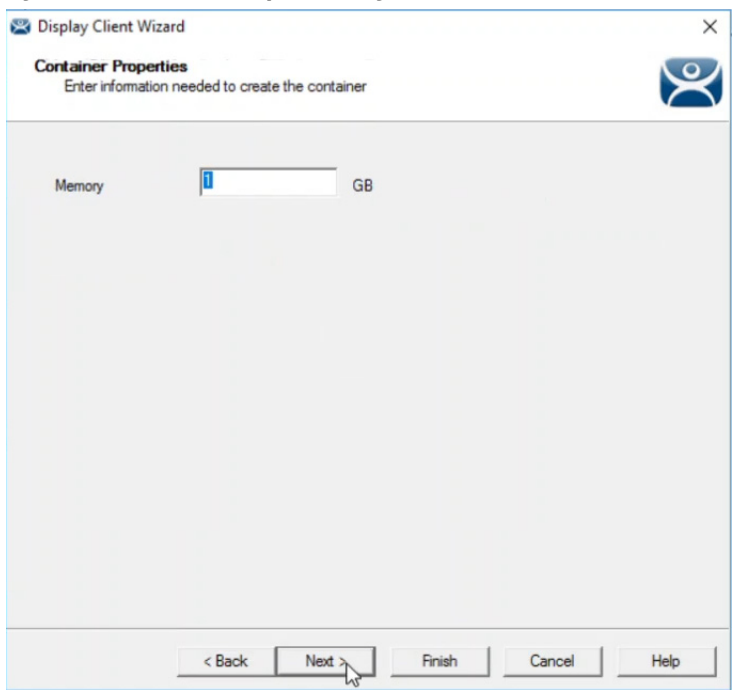 Display Client Wizard
Container Properties
Enter information needed to create the container
Memory 1 GB
< Back Next > Finish Cancel Help